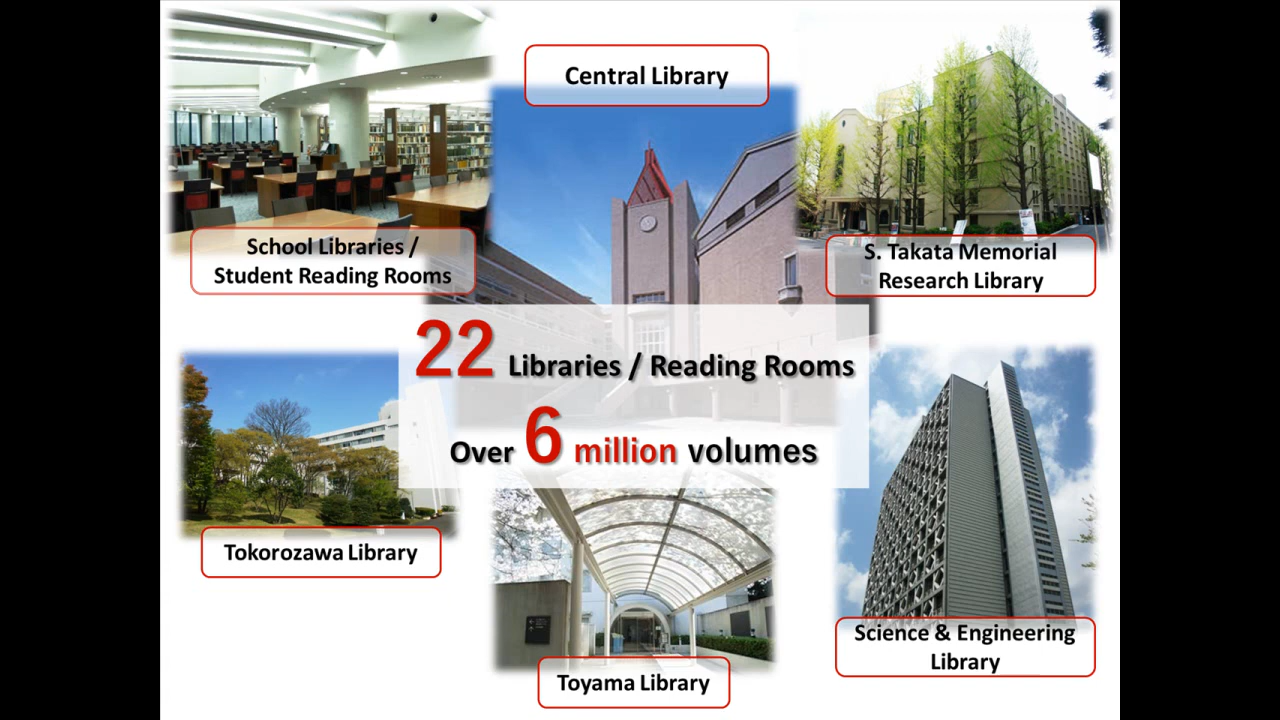 Central Library
School Libraries /
Student Reading Rooms
S. Takata Memorial
Research Library
22 Libraries / Reading Rooms
Over 6 million volumes
Tokorozawa Library
Toyama Library
Science & Engineering
Library